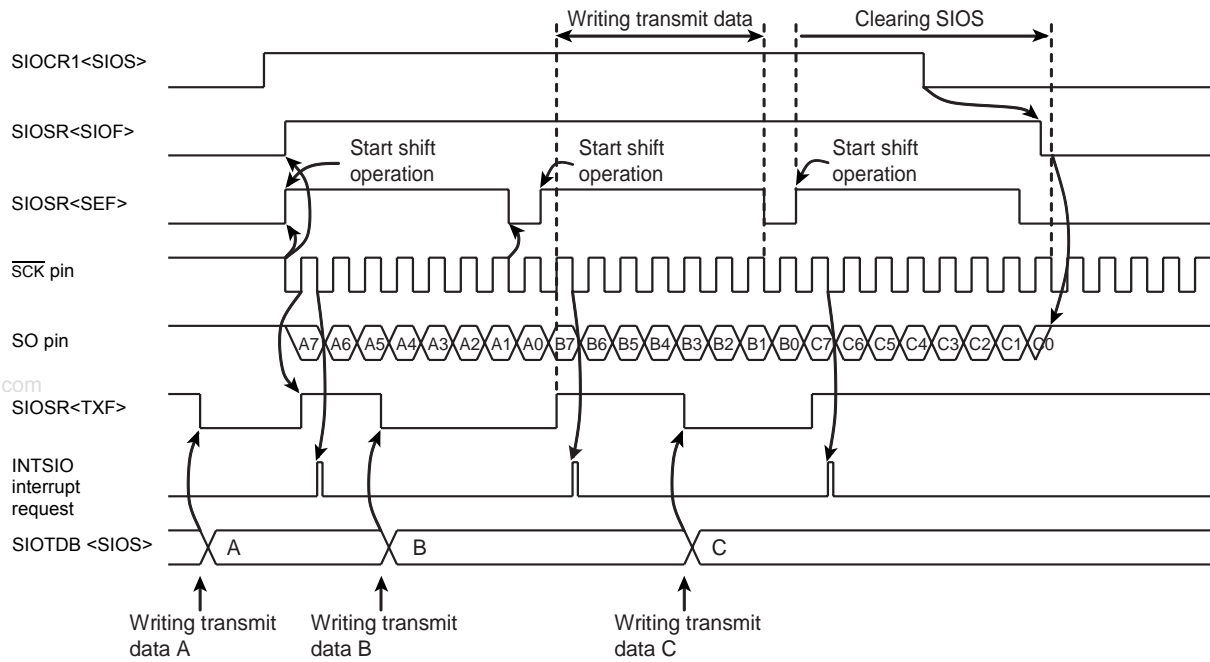 Writing transmit data
Clearing SIOS
SIOCR1<SIOS>
SIOSR<SIOF>
Start shift
operation
Start shift
operation
Start shift
operation
SIOSR<SEF>
SCK pin
SO pin
A7 A6 A5 A4 A3 A2 A1 A0 B7 B6 B5 B4 B3 B2 B1 B0 C7 C6 C5 C4 C3 C2 C1 C0
com
SIOSR<TXF>
INTSIO
interrupt
request
SIOTDB <SIOS>
A
B
C
Writing transmit
data A
Writing transmit
data B
Writing transmit
data C